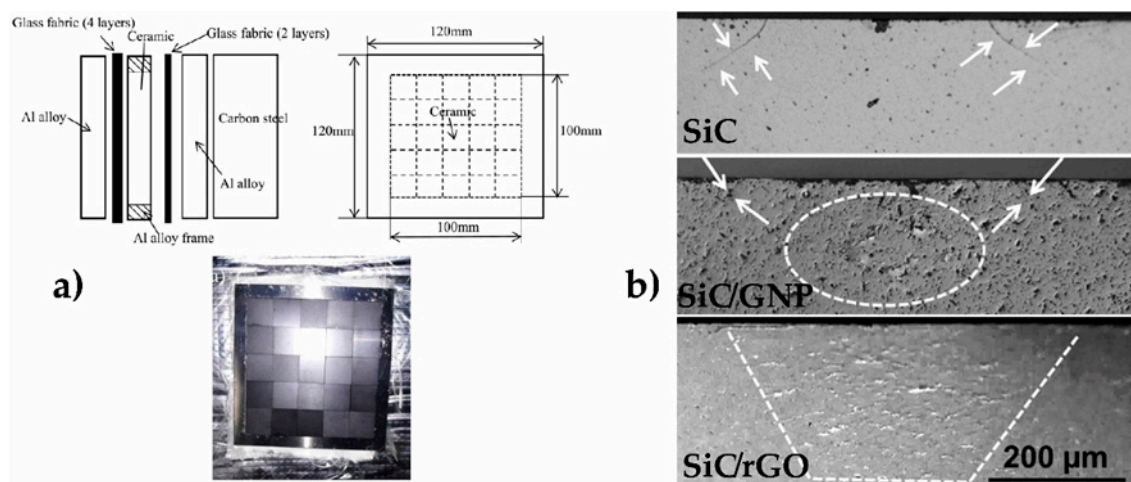 Glass fabric (4 layers)
Ceramic
Glass fabric (2 layers)
Al alloy
Carbon steel
Al alloy
Al alloy frame
120mm
120mm
Ceramic
100mm
100mm
a)
b)
SiC
SiC/GNP
SiC/rGO
200 µm